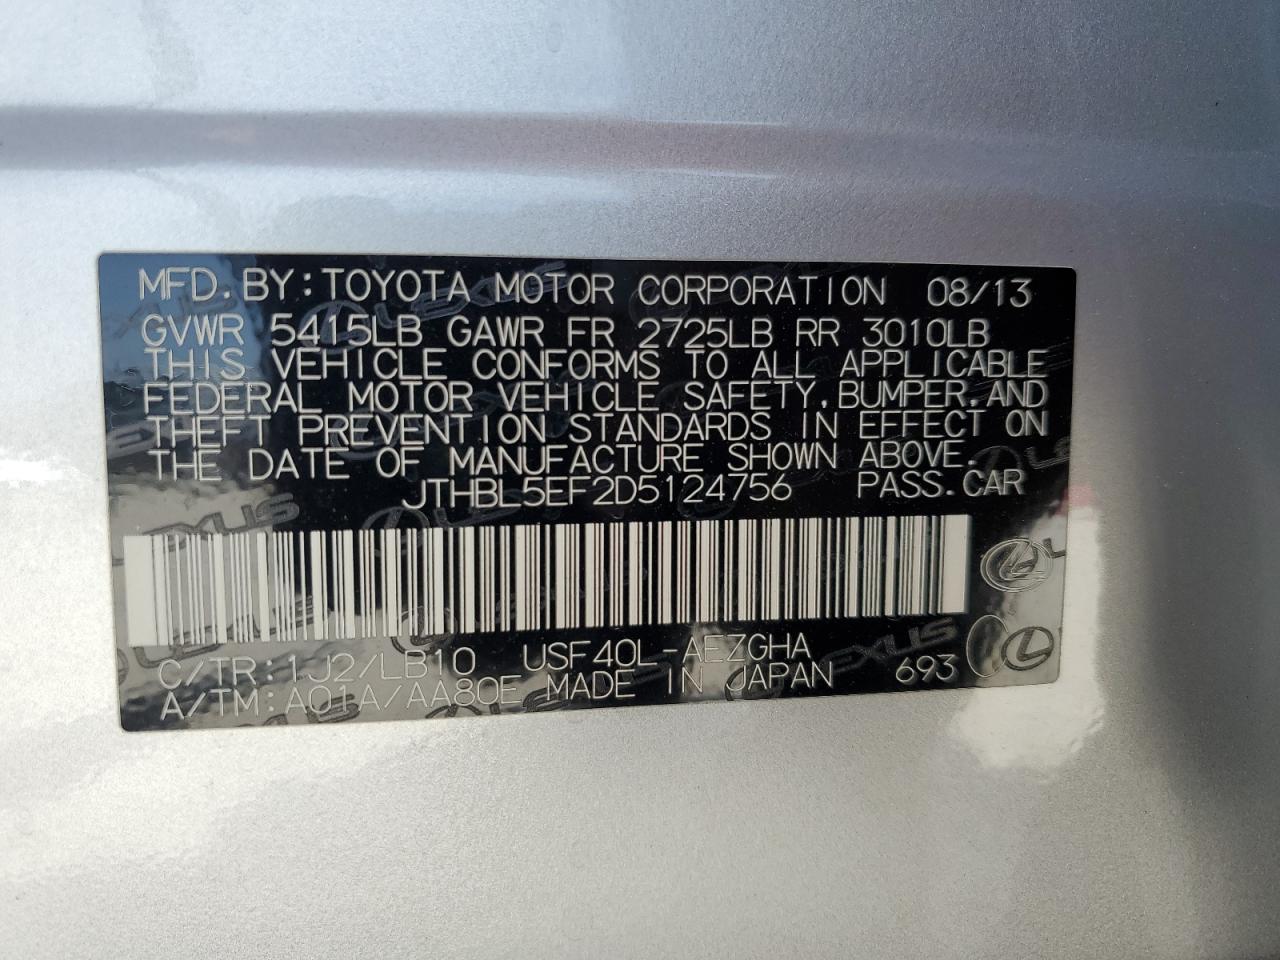 MFD. BY: TOYOTA MOTOR CORPORATION 08/13
GVWR 5415LB GAWR FR 2725LB RR 3010LB
THIS VEHICLE CONFORMS TO ALL APPLICABLE
FEDERAL MOTOR VEHICLE SAFETY, BUMPER, AND
THEFT PREVENTION STANDARDS IN EFFECT ON
THE DATE OF MANUFACTURE SHOWN ABOVE.
JTHBL5EF2D5124756 PASS. CAR
C/TR: 1J2/LB10 USF40L-AEZGHA
A/TM: A01A/AA80E MADE IN JAPAN 693
LEXUS